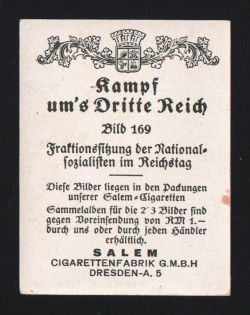 Kampf
um's Dritte Reich
Bild 169
Fraktionssitzung der National-
sozialisten im Reichstag
Diese Bilder liegen in den Packungen
unserer Salem-Cigaretten
Sammelalben für die 2 3 Bilder sind
gegen Voreinsendung von RM 1.—
durch uns oder durch jeden Händler
erhältlich.
SALEM
CIGARETTENFABRIK G.M.B.H
DRESDEN-A. 5